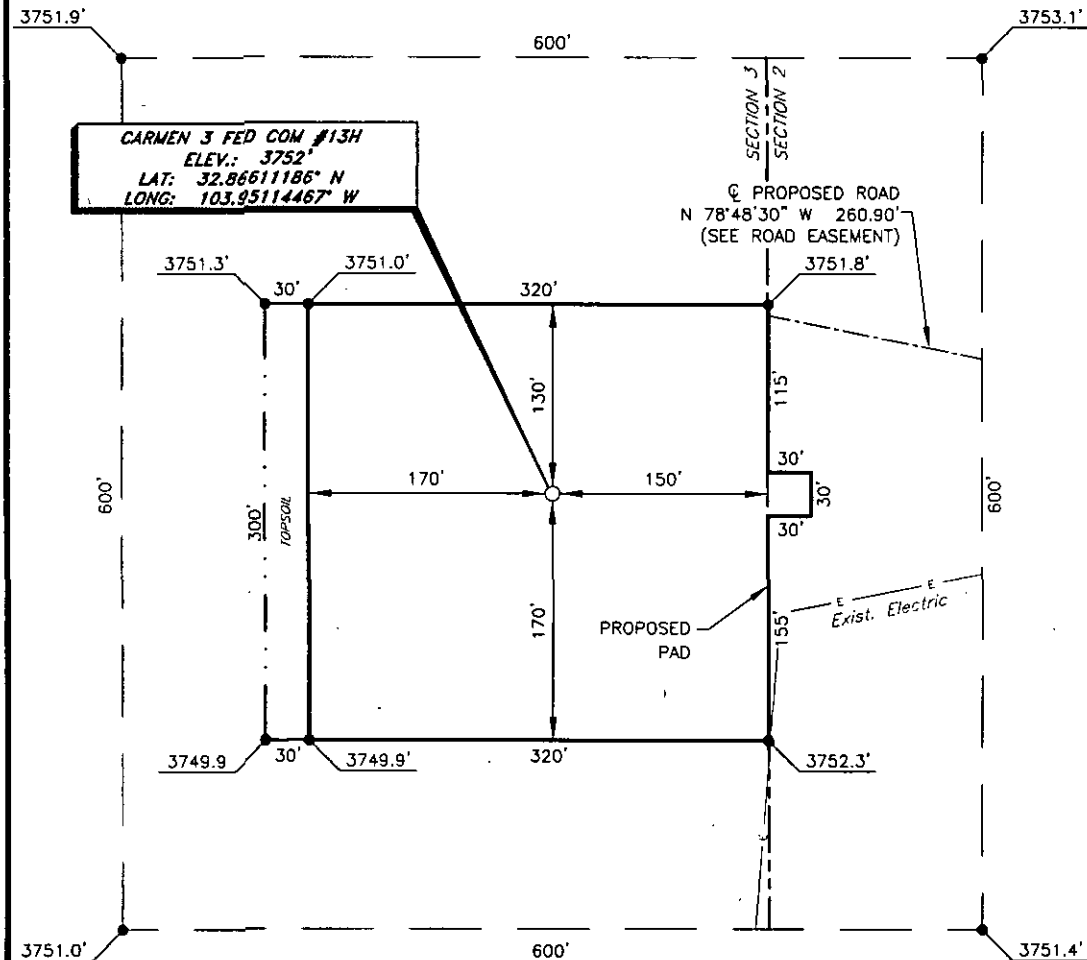 3751.9'
3753.1'
600'
SECTION 3
SECTION 2
CARMEN 3 FED COM #13H
ELEV.: 3752'
LAT: 32.86611186° N
LONG: 103.95114467° W
℄ PROPOSED ROAD
N 78°48'30" W 260.90'
(SEE ROAD EASEMENT)
3751.3'
3751.0'
3751.8'
30'
320'
130'
115'
600'
300'
TOPSOIL
170'
150'
30'
30'
30'
600'
170'
E
E
Exist. Electric
PROPOSED
PAD
155'
3749.9
30'
3749.9'
320'
3752.3'
E
3751.0'
600'
3751.4'